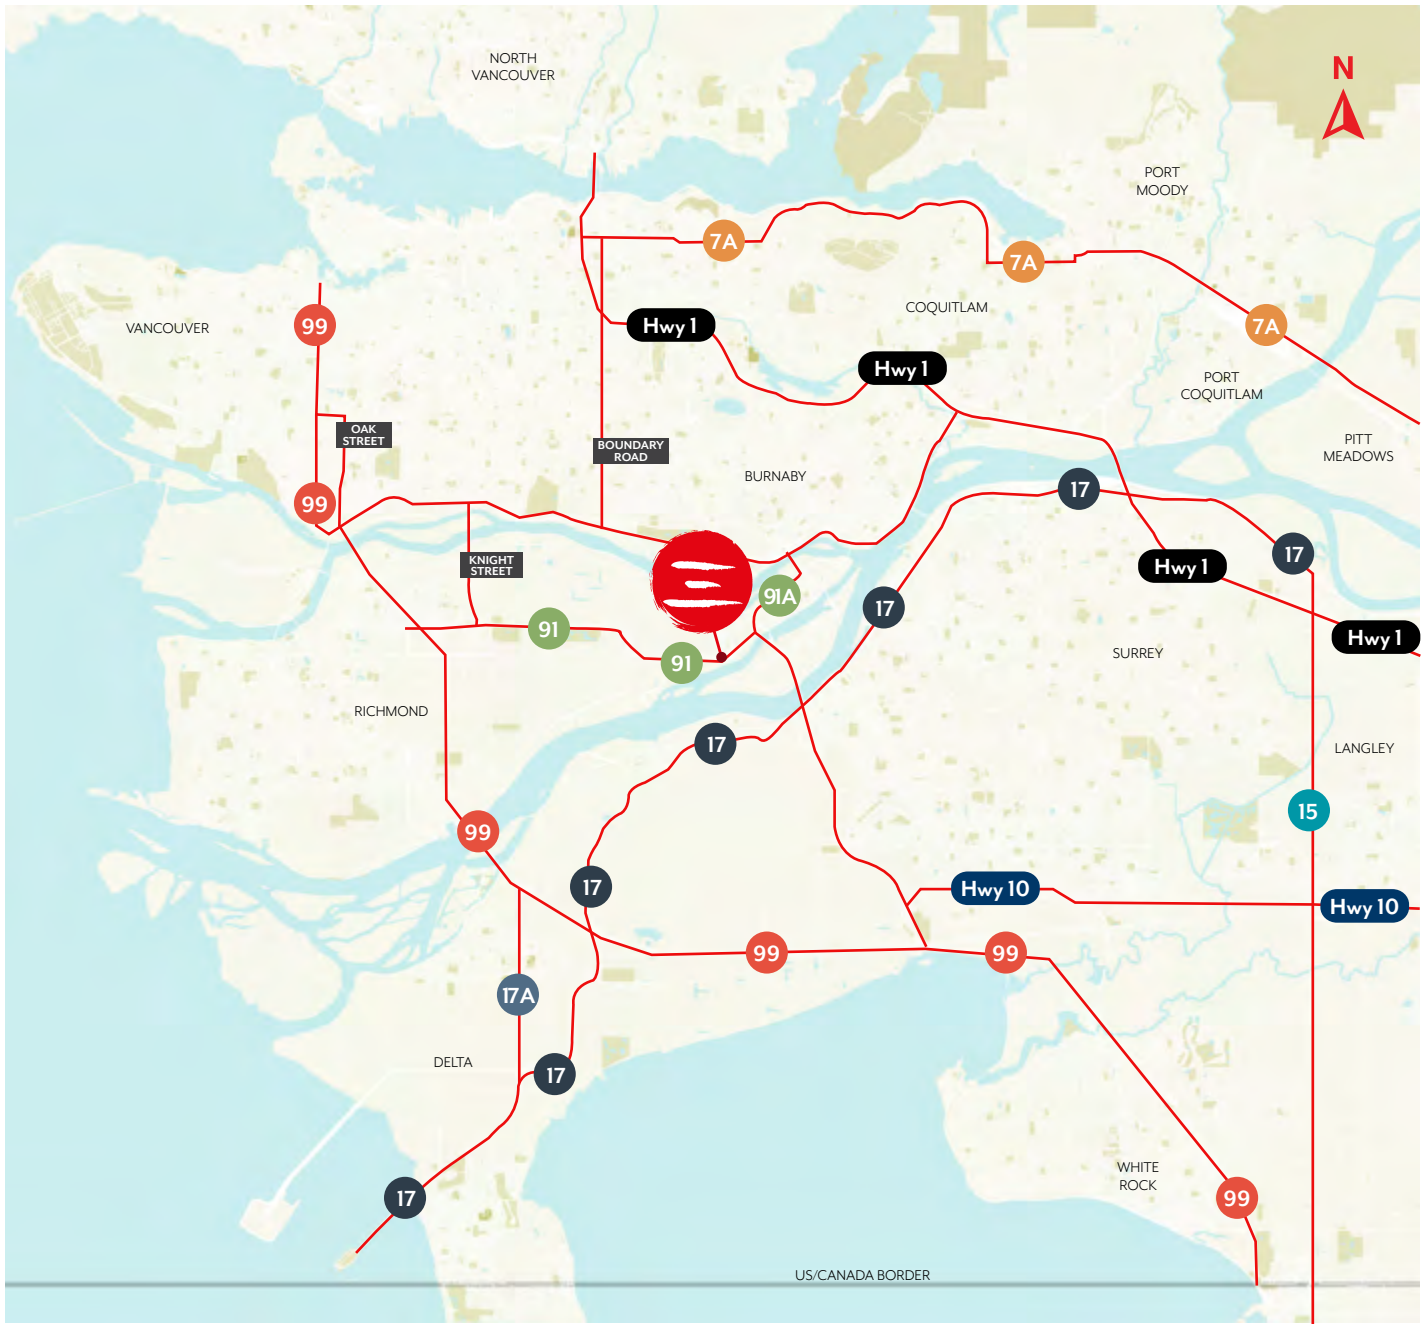 NORTH
VANCOUVER
N
PORT
MOODY
7A
7A
COQUITLAM
VANCOUVER
99
Hwy 1
7A
Hwy 1
PORT
COQUITLAM
OAK
STREET
BOUNDARY
ROAD
PITT
MEADOWS
BURNABY
17
99
KNIGHT
STREET
17
Hwy 1
91A
17
91
Hwy 1
SURREY
91
RICHMOND
17
LANGLEY
15
99
17
Hwy 10
Hwy 10
99
99
17A
DELTA
17
WHITE
ROCK
17
99
US/CANADA BORDER